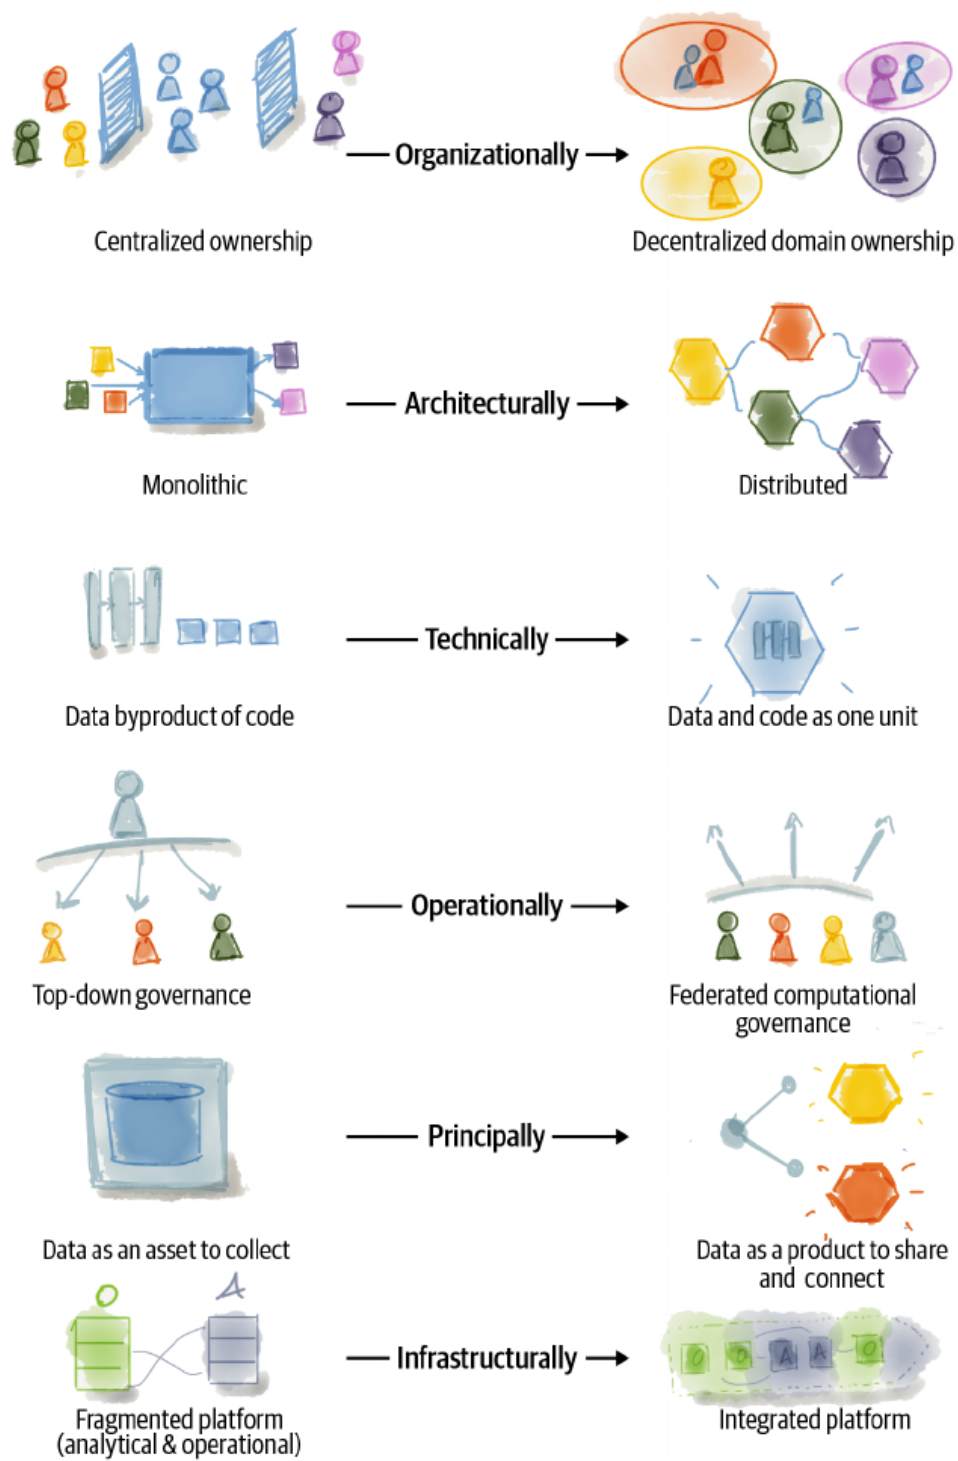 Organizationally
Centralized ownership
Decentralized domain ownership
Architecturally
Monolithic
Distributed
Technically
Data byproduct of code
Data and code as one unit
Operationally
Top-down governance
Federated computational
governance
Principally
Data as an asset to collect
Data as a product to share
and connect
O A
Infrastructurally
O O A A O
Fragmented platform
(analytical & operational)
Integrated platform